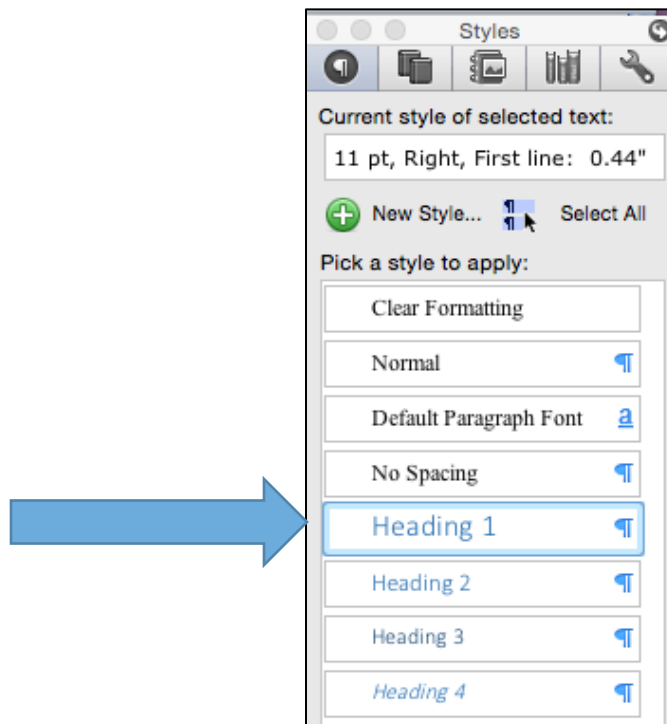 Styles
Current style of selected text:
11 pt, Right, First line: 0.44"
New Style... Select All
Pick a style to apply:
Clear Formatting
Normal ¶
Default Paragraph Font a
No Spacing ¶
Heading 1 ¶
Heading 2 ¶
Heading 3 ¶
Heading 4 ¶